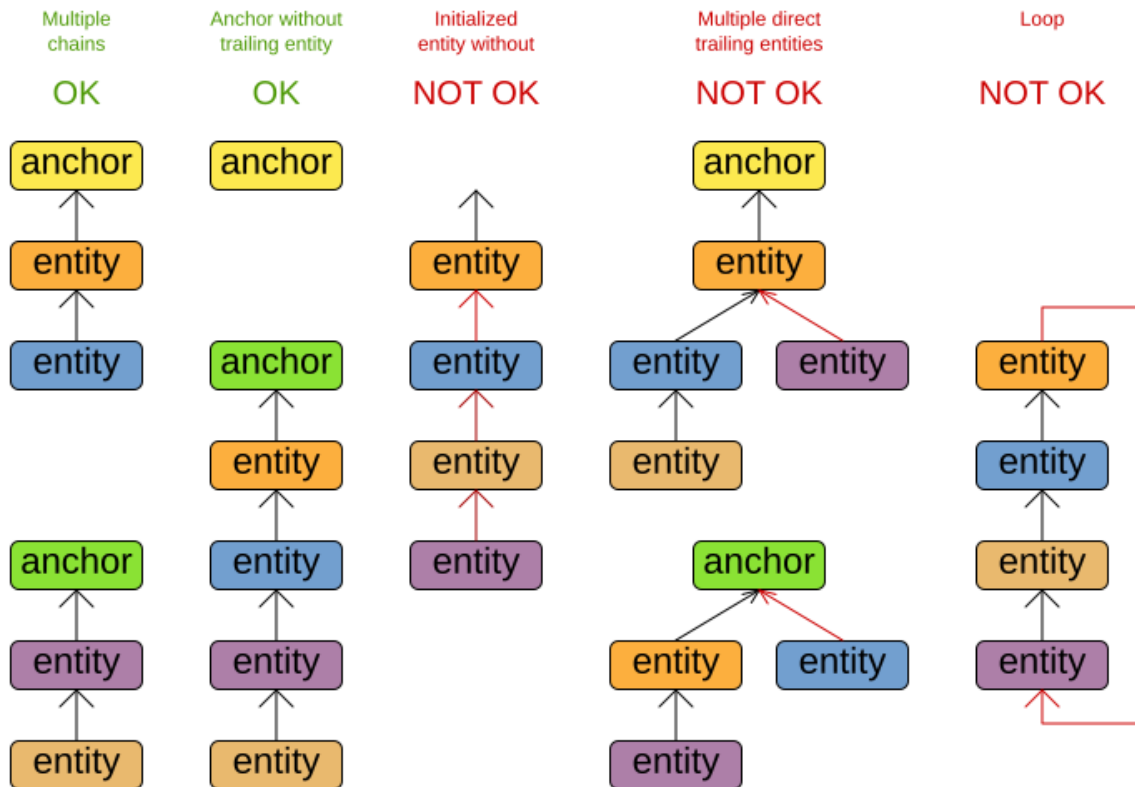 Multiple
chains
Anchor without
trailing entity
Initialized
entity without
Multiple direct
trailing entities
Loop
OK
OK
NOT OK
NOT OK
NOT OK
anchor
anchor
anchor
entity
entity
entity
entity
anchor
entity
entity
entity
entity
entity
entity
entity
entity
anchor
entity
entity
anchor
entity
entity
entity
entity
entity
entity
entity
entity
entity